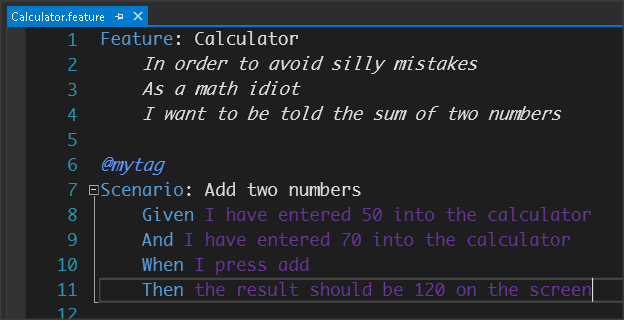 Calculator.feature
1 Feature: Calculator
2 In order to avoid silly mistakes
3 As a math idiot
4 I want to be told the sum of two numbers
5
6 @mytag
7 Scenario: Add two numbers
8 Given I have entered 50 into the calculator
9 And I have entered 70 into the calculator
10 When I press add
11 Then the result should be 120 on the screen
12